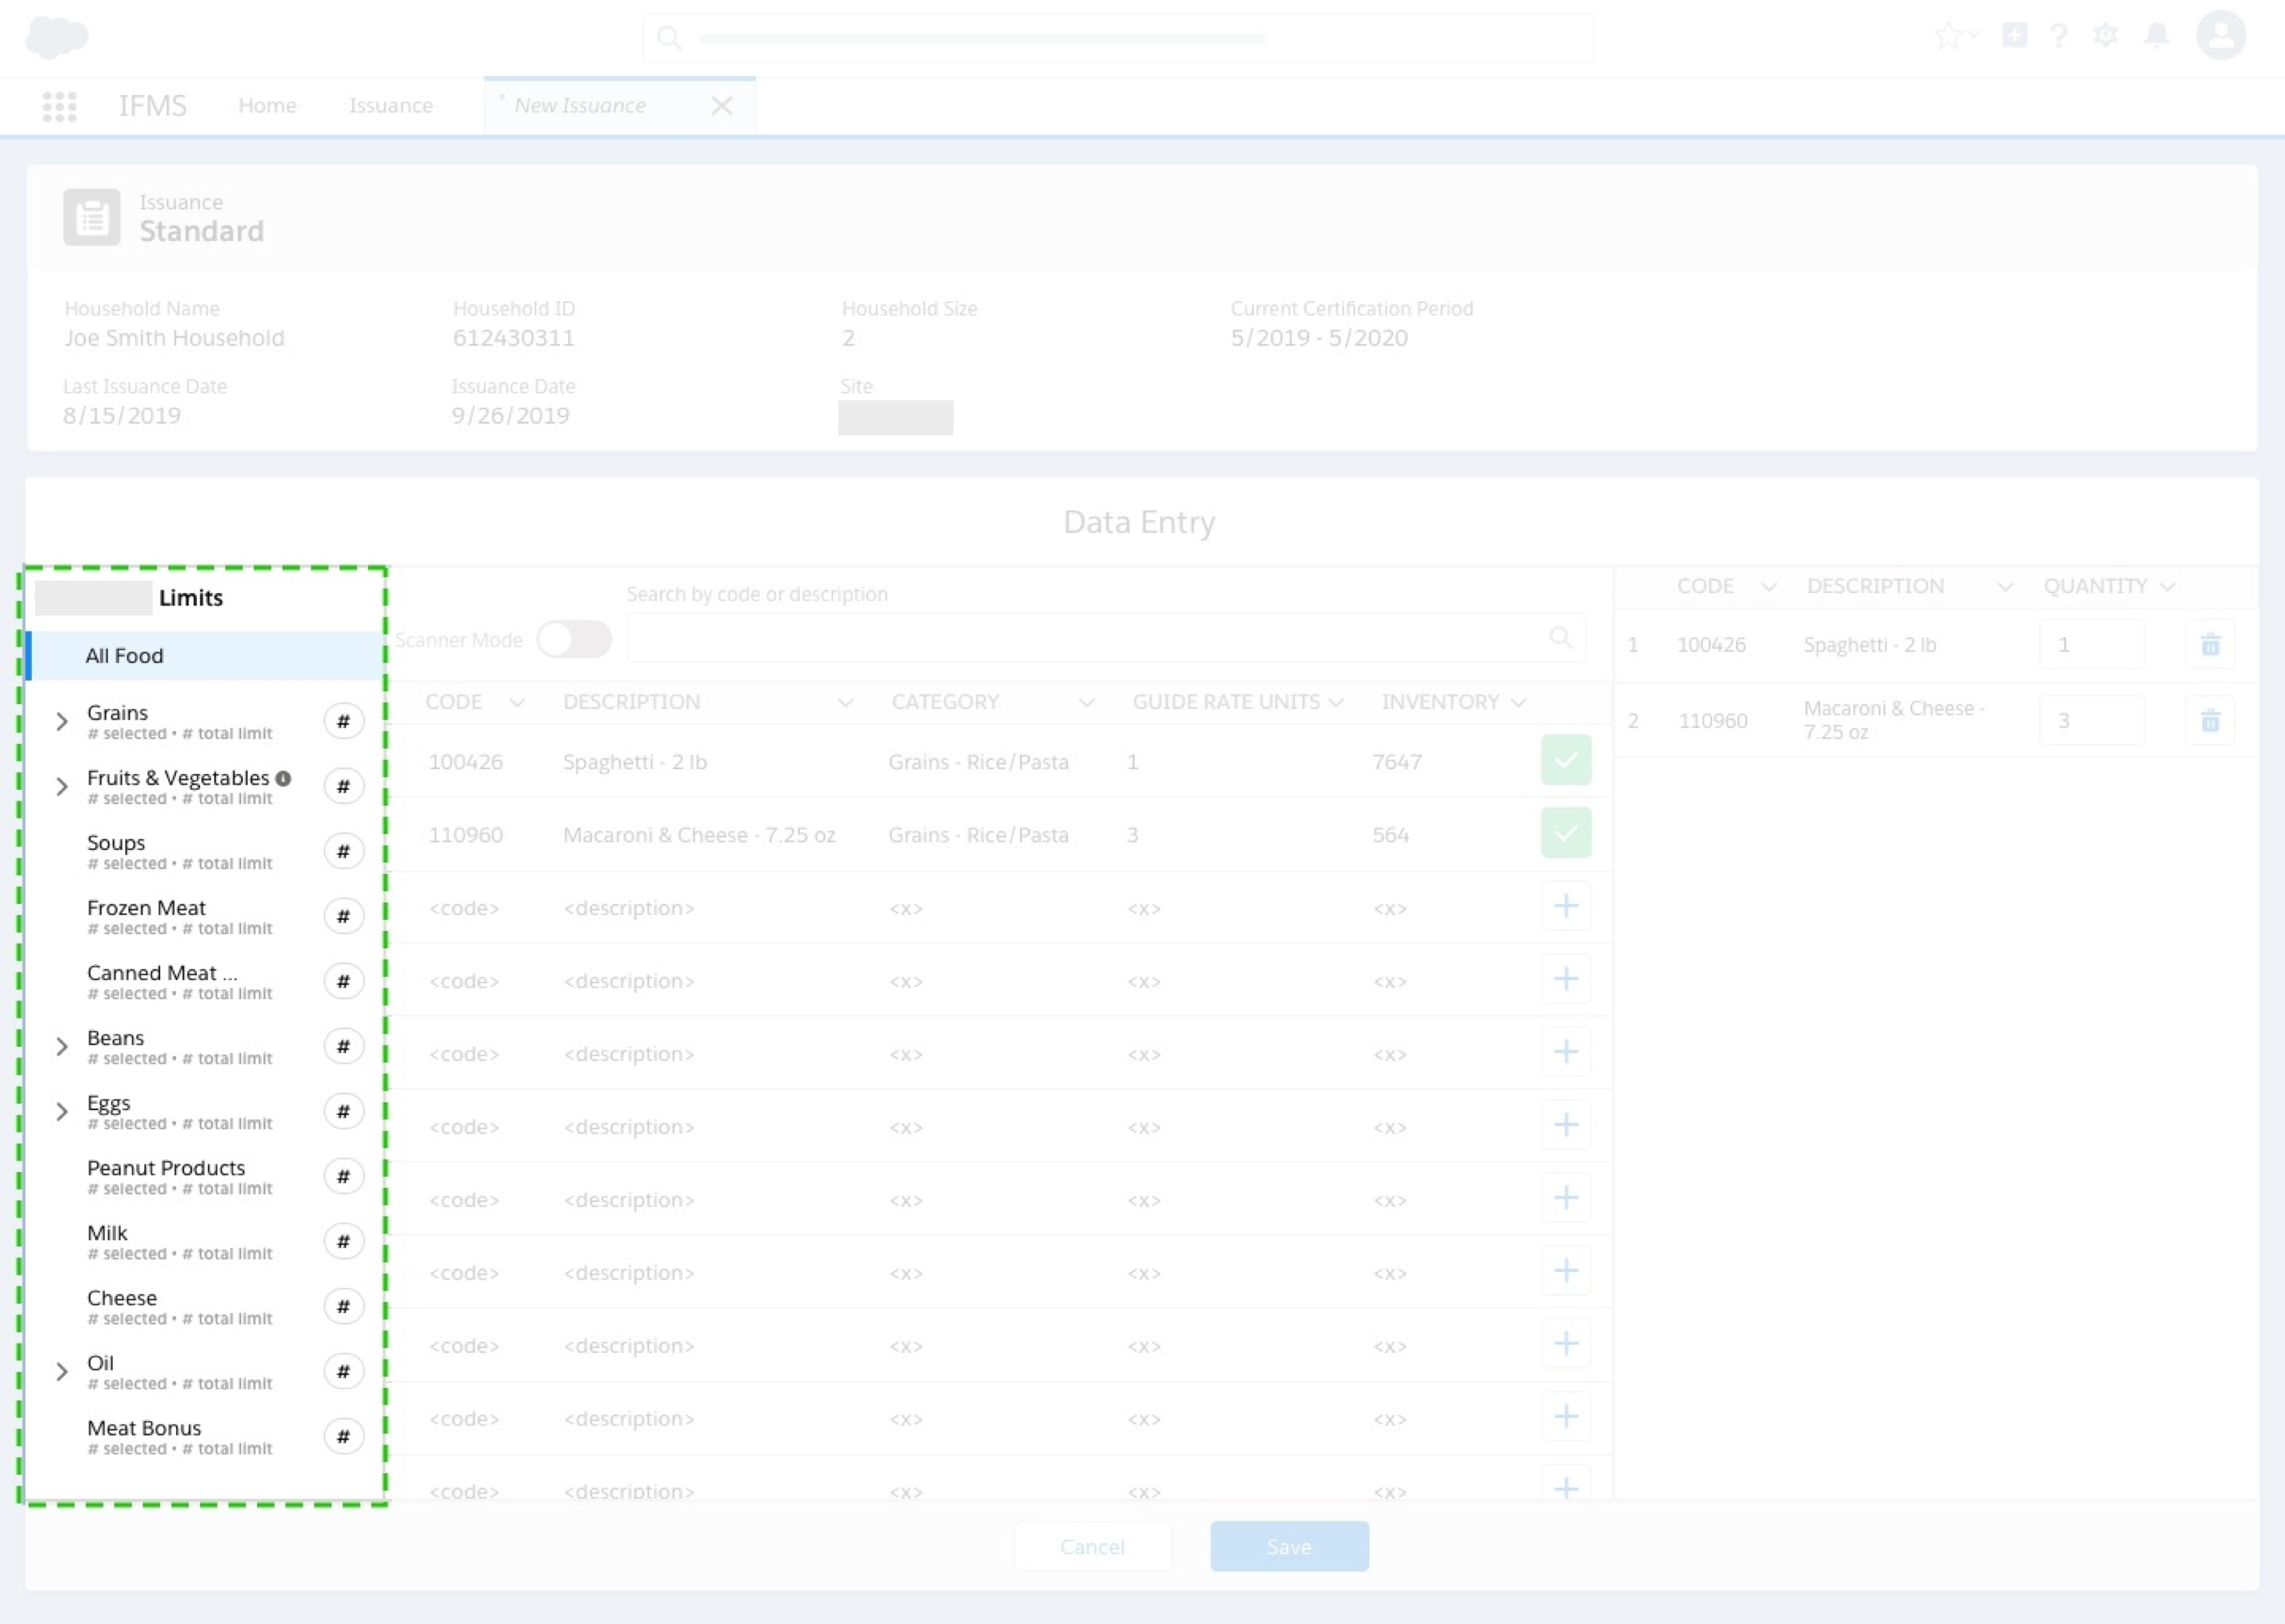 IFMS
Home
Issuance
* New Issuance
Issuance
Standard
Household Name
Household ID
Household Size
Current Certification Period
Joe Smith Household
612430311
2
5/2019 - 5/2020
Last Issuance Date
Issuance Date
Site
8/15/2019
9/26/2019
Data Entry
Limits
All Food
Grains
# selected • # total limit
#
Fruits & Vegetables
# selected • # total limit
#
Soups
# selected • # total limit
#
Frozen Meat
# selected • # total limit
#
Canned Meat ...
# selected • # total limit
#
Beans
# selected • # total limit
#
Eggs
# selected • # total limit
#
Peanut Products
# selected • # total limit
#
Milk
# selected • # total limit
#
Cheese
# selected • # total limit
#
Oil
# selected • # total limit
#
Meat Bonus
# selected • # total limit
#
Scanner Mode
Search by code or description
CODE DESCRIPTION CATEGORY GUIDE RATE UNITS INVENTORY
100426 Spaghetti - 2 lb Grains - Rice/Pasta 1 7647
110960 Macaroni & Cheese - 7.25 oz Grains - Rice/Pasta 3 564
<code> <description> <x> <x> <x>
<code> <description> <x> <x> <x>
<code> <description> <x> <x> <x>
<code> <description> <x> <x> <x>
<code> <description> <x> <x> <x>
<code> <description> <x> <x> <x>
<code> <description> <x> <x> <x>
<code> <description> <x> <x> <x>
<code> <description> <x> <x> <x>
CODE DESCRIPTION QUANTITY
1 100426 Spaghetti - 2 lb 1
2 110960 Macaroni & Cheese - 3
7.25 oz
Cancel
Save